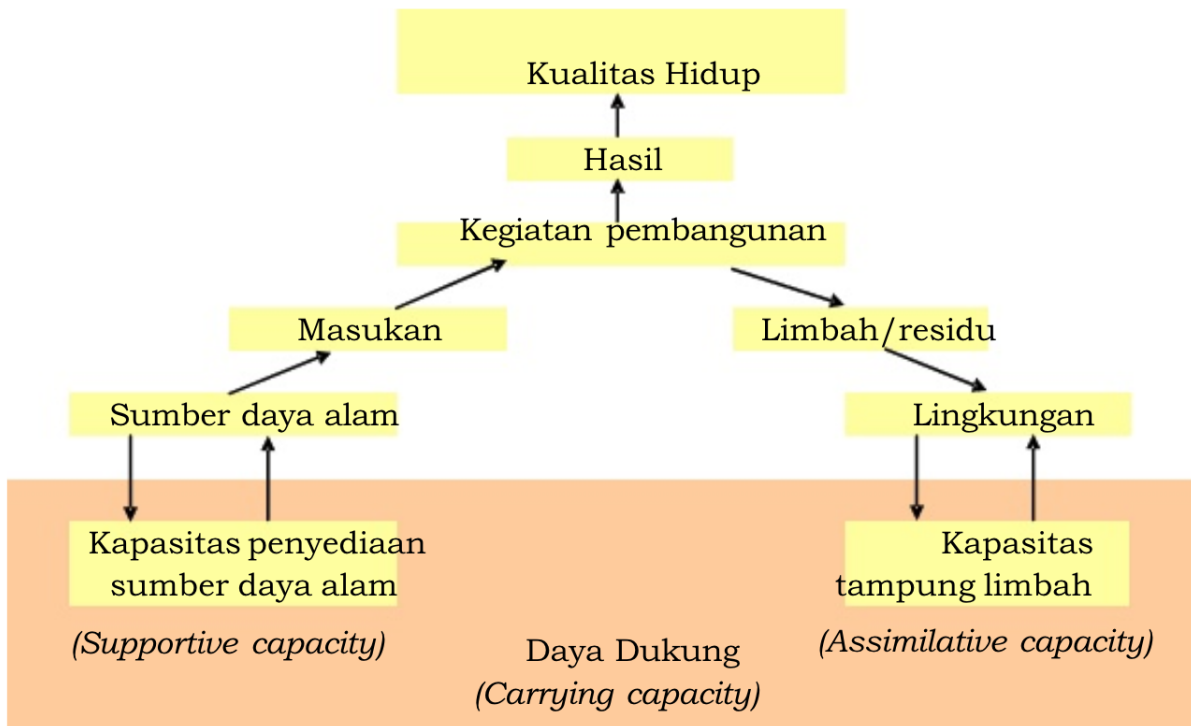 Kualitas Hidup
Hasil
Kegiatan pembangunan
Masukan
Limbah/residu
Sumber daya alam
Lingkungan
Kapasitas penyediaan
sumber daya alam
(Supportive capacity)
Kapasitas
tampung limbah
(Assimilative capacity)
Daya Dukung
(Carrying capacity)